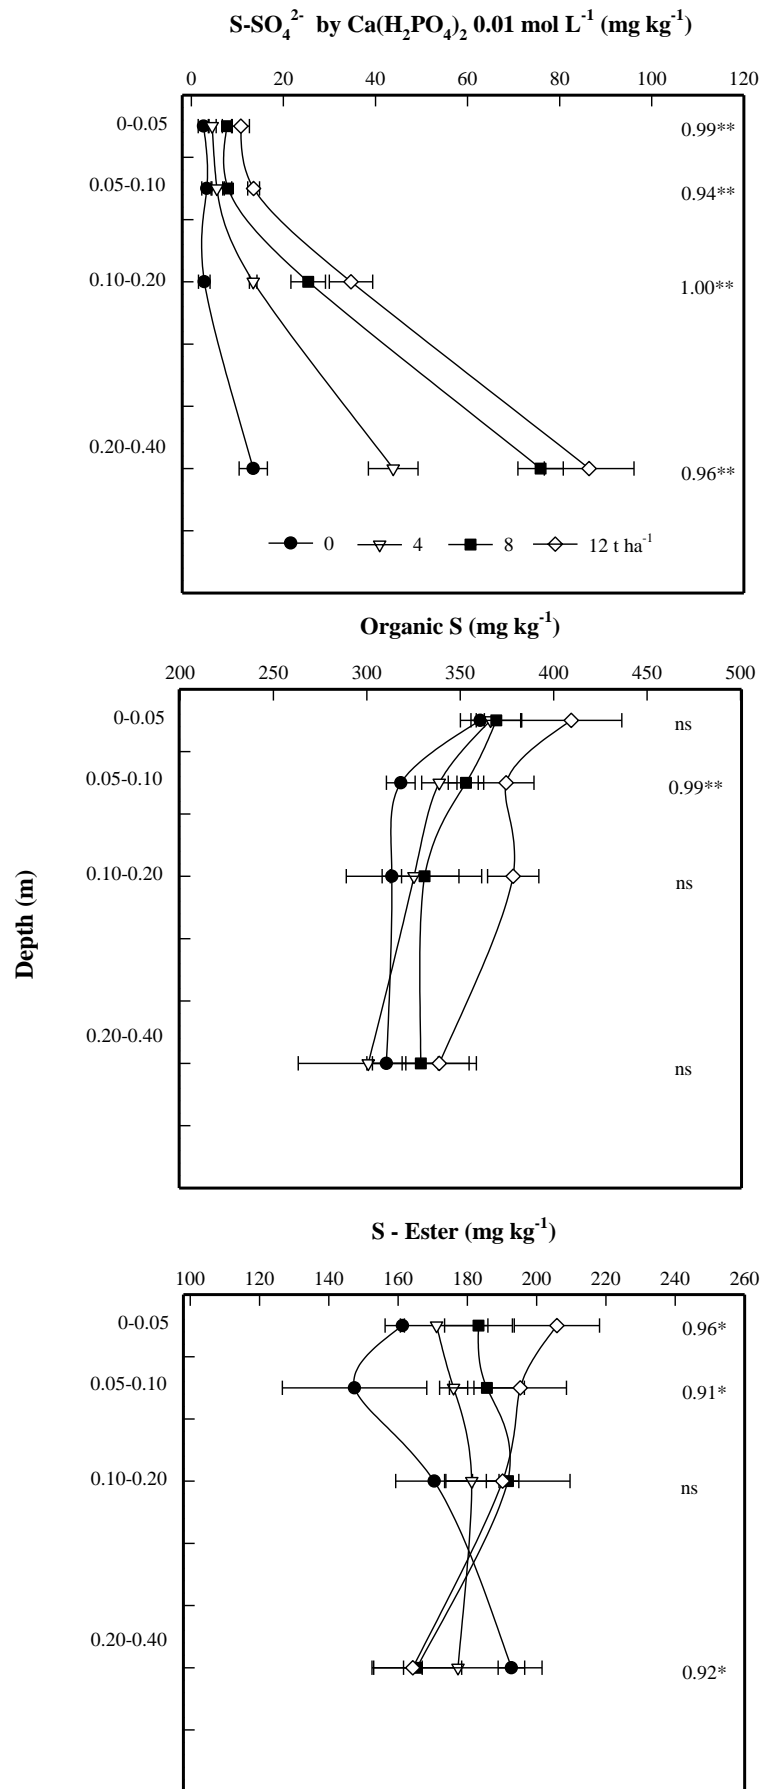 S-SO₄²⁻ by Ca(H₂PO₄)₂ 0.01 mol L⁻¹ (mg kg⁻¹)
0 20 40 60 80 100 120
0-0.05 0.99**
0.05-0.10 0.94**
0.10-0.20 1.00**
0.20-0.40 0.96**
0 4 8 12 t ha⁻¹
Organic S (mg kg⁻¹)
200 250 300 350 400 450 500
0-0.05 ns
0.05-0.10 0.99**
0.10-0.20 ns
Depth (m)
0.20-0.40 ns
S - Ester (mg kg⁻¹)
100 120 140 160 180 200 220 240 260
0-0.05 0.96*
0.05-0.10 0.91*
0.10-0.20 ns
0.20-0.40 0.92*